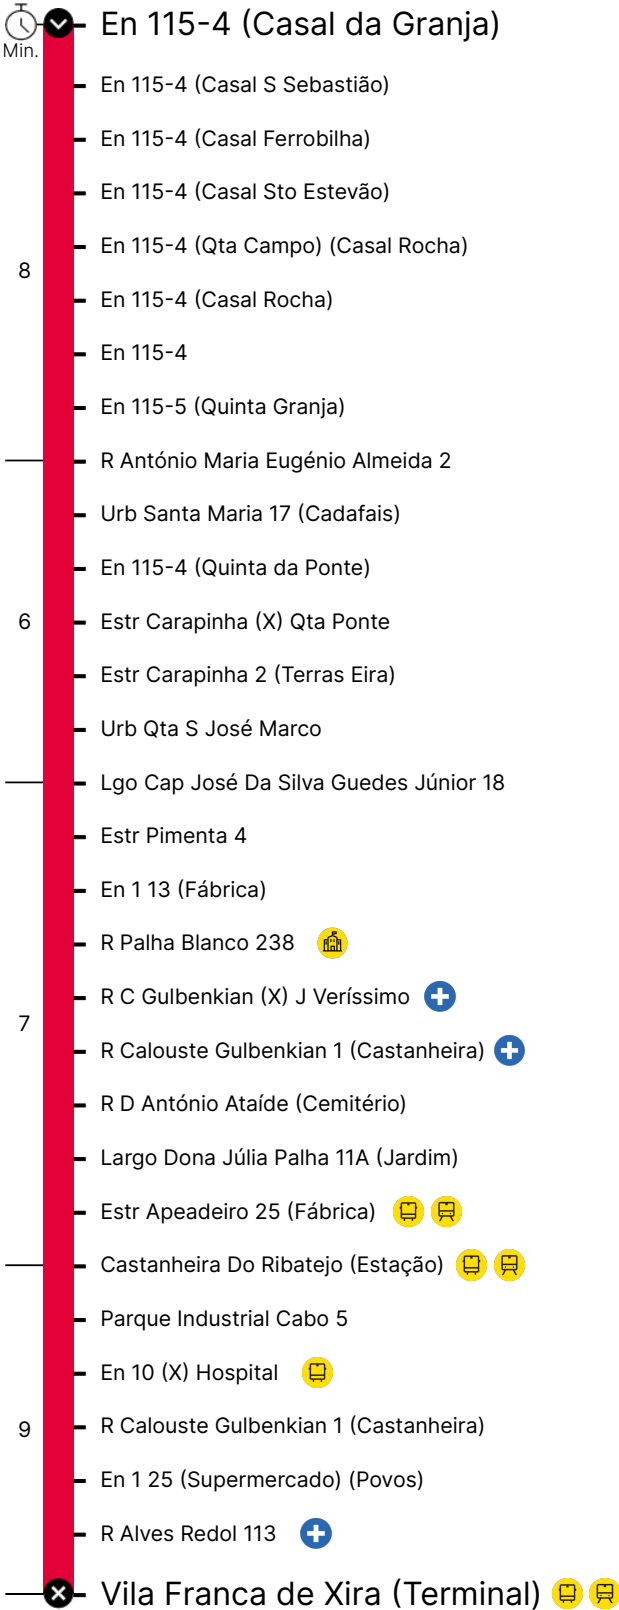 En 115-4 (Casal da Granja)
Min.
En 115-4 (Casal S Sebastião)
En 115-4 (Casal Ferrobilha)
En 115-4 (Casal Sto Estevão)
En 115-4 (Qta Campo) (Casal Rocha)
8
En 115-4 (Casal Rocha)
En 115-4
En 115-5 (Quinta Granja)
R António Maria Eugénio Almeida 2
Urb Santa Maria 17 (Cadafais)
En 115-4 (Quinta da Ponte)
6
Estr Carapinha (X) Qta Ponte
Estr Carapinha 2 (Terras Eira)
Urb Qta S José Marco
Lgo Cap José Da Silva Guedes Júnior 18
Estr Pimenta 4
En 1 13 (Fábrica)
R Palha Blanco 238
R C Gulbenkian (X) J Veríssimo
7
R Calouste Gulbenkian 1 (Castanheira)
R D António Ataíde (Cemitério)
Largo Dona Júlia Palha 11A (Jardim)
Estr Apeadeiro 25 (Fábrica)
Castanheira Do Ribatejo (Estação)
Parque Industrial Cabo 5
En 10 (X) Hospital
9
R Calouste Gulbenkian 1 (Castanheira)
En 1 25 (Supermercado) (Povos)
R Alves Redol 113
Vila Franca de Xira (Terminal)